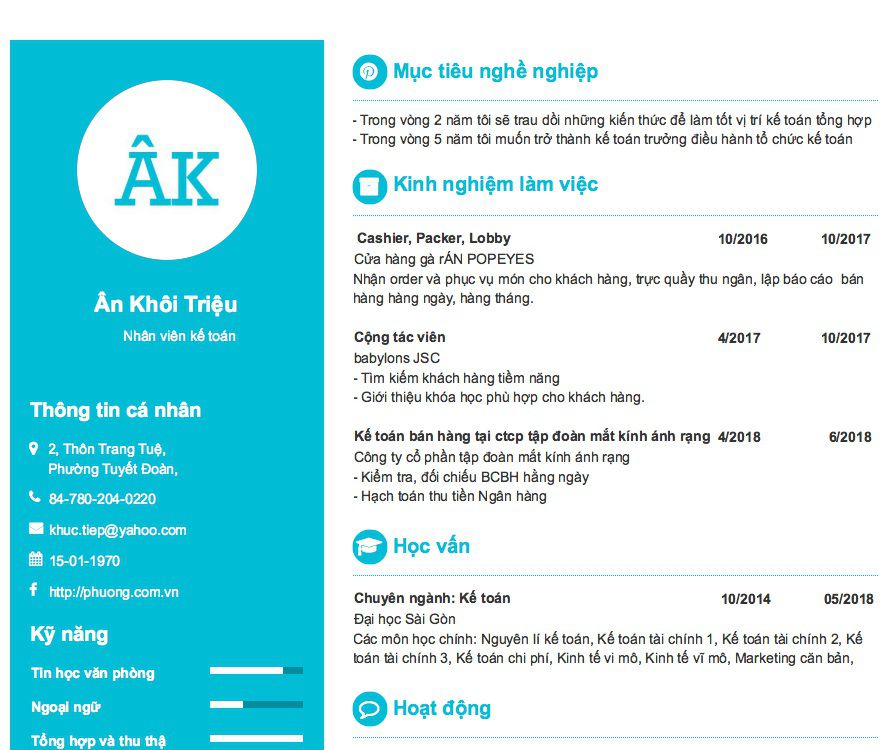 ÂK
Ân Khôi Triệu
Nhân viên kế toán
Thông tin cá nhân
2, Thôn Trang Tuệ,
Phường Tuyết Đoàn,
84-780-204-0220
khuc.tiep@yahoo.com
15-01-1970
http://phuong.com.vn
Kỹ năng
Tin học văn phòng
Ngoại ngữ
Tổng hợp và thu thậ
Mục tiêu nghề nghiệp
- Trong vòng 2 năm tôi sẽ trau dồi những kiến thức để làm tốt vị trí kế toán tổng hợp
- Trong vòng 5 năm tôi muốn trở thành kế toán trưởng điều hành tổ chức kế toán
Kinh nghiệm làm việc
Cashier, Packer, Lobby 10/2016 10/2017
Cửa hàng gà rÁN POPEYES
Nhận order và phục vụ món cho khách hàng, trực quầy thu ngân, lập báo cáo bán
hàng hàng ngày, hàng tháng.
Cộng tác viên 4/2017 10/2017
babylons JSC
- Tìm kiếm khách hàng tiềm năng
- Giới thiệu khóa học phù hợp cho khách hàng.
Kế toán bán hàng tại ctcp tập đoàn mắt kính ánh rạng 4/2018 6/2018
Công ty cổ phần tập đoàn mắt kính ánh rạng
- Kiểm tra, đối chiếu BCBH hằng ngày
- Hạch toán thu tiền Ngân hàng
Học vấn
Chuyên ngành: Kế toán 10/2014 05/2018
Đại học Sài Gòn
Các môn học chính: Nguyên lí kế toán, Kế toán tài chính 1, Kế toán tài chính 2, Kế
toán tài chính 3, Kế toán chi phí, Kinh tế vi mô, Kinh tế vĩ mô, Marketing căn bản,
Hoạt động